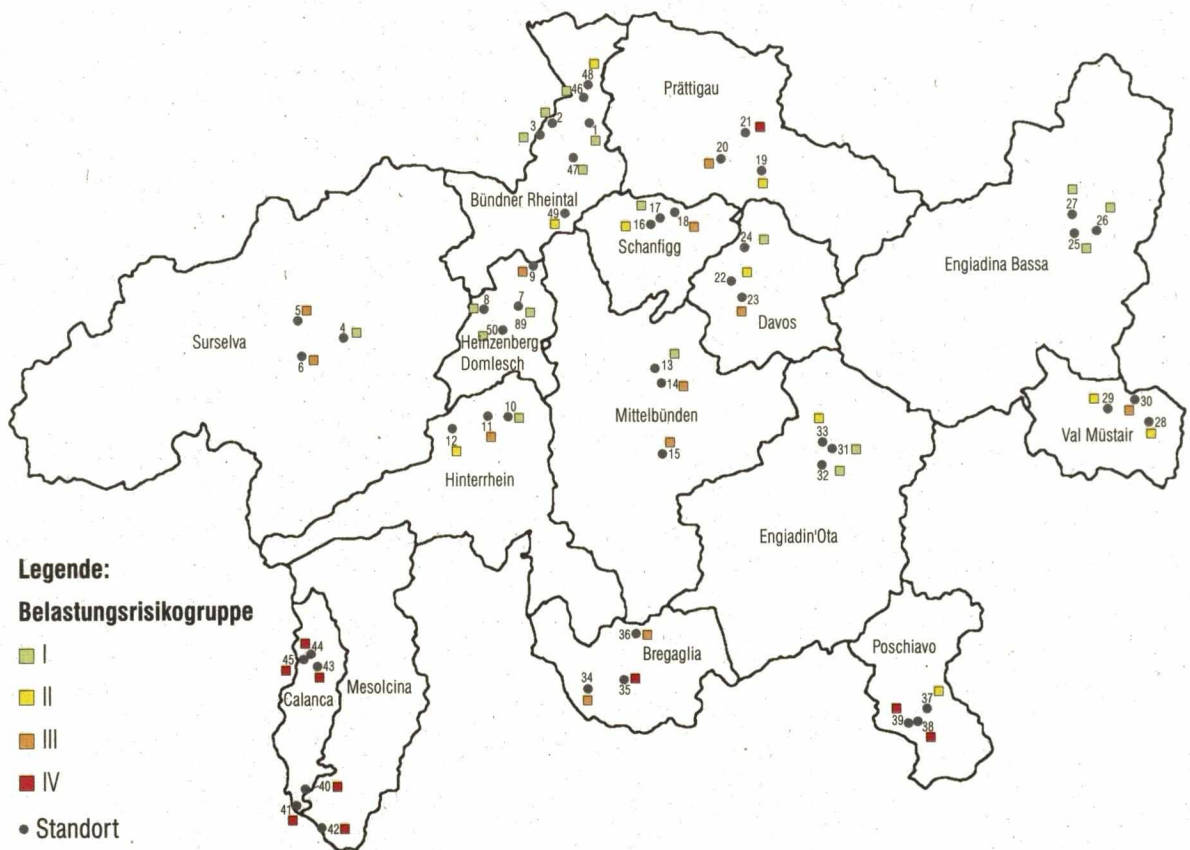 48
46
Prättigau
2
3
1
21
20
19
47
Bündner Rheintal
49
17
16
18
Schanfigg
27
26
25
Engiadina Bassa
24
22
23
Davos
9
8
7
89
50
Heinzenberg
Domlesch
5
4
6
Surselva
13
14
Mittelbünden
15
29
30
28
Val Müstair
10
11
12
Hinterrhein
33
31
32
Engiadin'Ota
36
Bregaglia
34
35
Poschiavo
37
39
38
44
45
43
Calanca
Mesolcina
40
41
42
Legende:
Belastungsrisikogruppe
I
II
III
IV
Standort